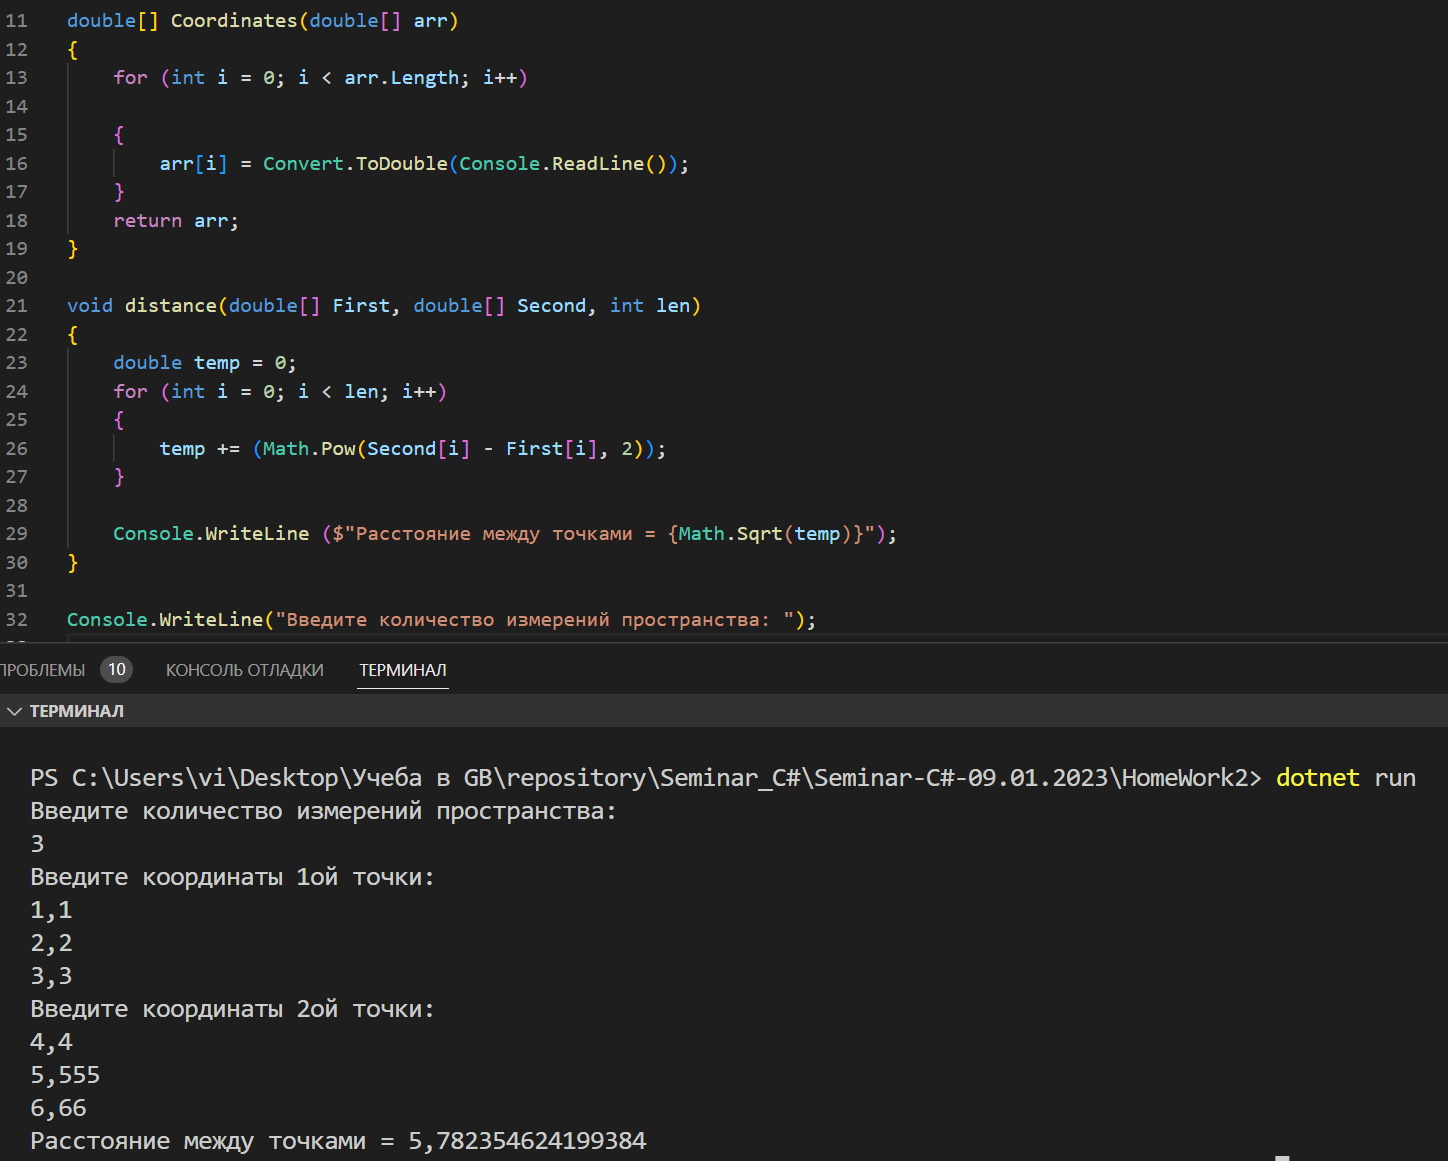 11 double[] Coordinates(double[] arr)
12 {
13 for (int i = 0; i < arr.Length; i++)
14
15 {
16 arr[i] = Convert.ToDouble(Console.ReadLine());
17 }
18 return arr;
19 }
20
21 void distance(double[] First, double[] Second, int len)
22 {
23 double temp = 0;
24 for (int i = 0; i < len; i++)
25 {
26 temp += (Math.Pow(Second[i] - First[i], 2));
27 }
28
29 Console.WriteLine ($"Расстояние между точками = {Math.Sqrt(temp)}");
30 }
31
32 Console.WriteLine("Введите количество измерений пространства: ");
ПРОБЛЕМЫ 10 КОНСОЛЬ ОТЛАДКИ ТЕРМИНАЛ
ТЕРМИНАЛ
PS C:\Users\vi\Desktop\Учеба в GB\repository\Seminar_C#\Seminar-C#-09.01.2023\HomeWork2> dotnet run
Введите количество измерений пространства:
3
Введите координаты 1ой точки:
1,1
2,2
3,3
Введите координаты 2ой точки:
4,4
5,555
6,66
Расстояние между точками = 5,782354624199384